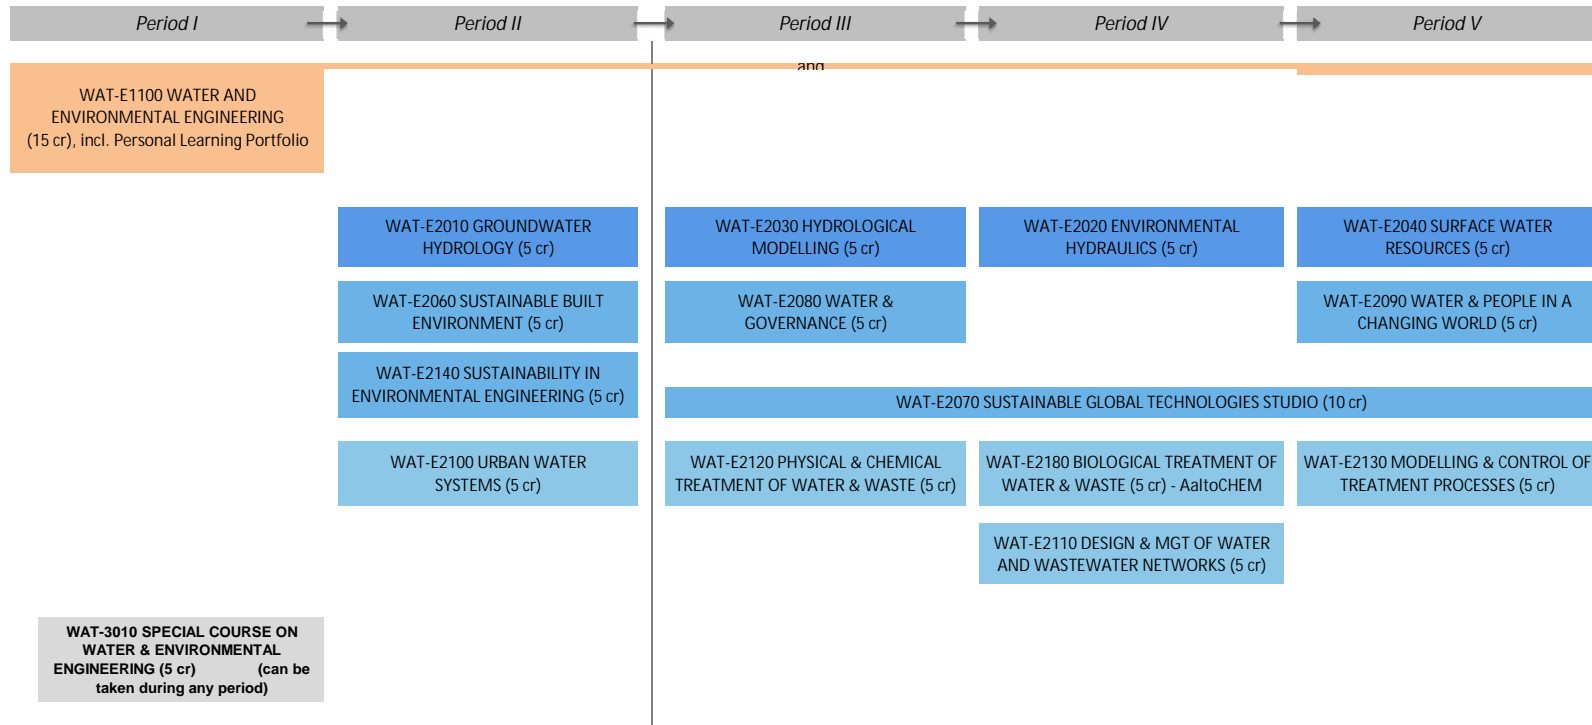 Period I
Period II
Period III
Period IV
Period V
and
WAT-E1100 WATER AND
ENVIRONMENTAL ENGINEERING
(15 cr), incl. Personal Learning Portfolio
WAT-E2010 GROUNDWATER
HYDROLOGY (5 cr)
WAT-E2030 HYDROLOGICAL
MODELLING (5 cr)
WAT-E2020 ENVIRONMENTAL
HYDRAULICS (5 cr)
WAT-E2040 SURFACE WATER
RESOURCES (5 cr)
WAT-E2060 SUSTAINABLE BUILT
ENVIRONMENT (5 cr)
WAT-E2080 WATER &
GOVERNANCE (5 cr)
WAT-E2090 WATER & PEOPLE IN A
CHANGING WORLD (5 cr)
WAT-E2140 SUSTAINABILITY IN
ENVIRONMENTAL ENGINEERING (5 cr)
WAT-E2070 SUSTAINABLE GLOBAL TECHNOLOGIES STUDIO (10 cr)
WAT-E2100 URBAN WATER
SYSTEMS (5 cr)
WAT-E2120 PHYSICAL & CHEMICAL
TREATMENT OF WATER & WASTE (5 cr)
WAT-E2180 BIOLOGICAL TREATMENT OF
WATER & WASTE (5 cr) - AaltoCHEM
WAT-E2130 MODELLING & CONTROL OF
TREATMENT PROCESSES (5 cr)
WAT-E2110 DESIGN & MGT OF WATER
AND WASTEWATER NETWORKS (5 cr)
WAT-3010 SPECIAL COURSE ON
WATER & ENVIRONMENTAL
ENGINEERING (5 cr) (can be
taken during any period)